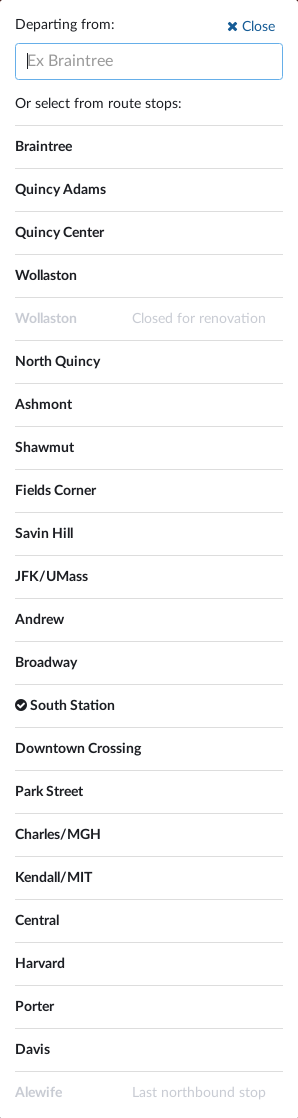 Departing from:
Close
Ex Braintree
Or select from route stops:
Braintree
Quincy Adams
Quincy Center
Wollaston
Wollaston Closed for renovation
North Quincy
Ashmont
Shawmut
Fields Corner
Savin Hill
JFK/UMass
Andrew
Broadway
South Station
Downtown Crossing
Park Street
Charles/MGH
Kendall/MIT
Central
Harvard
Porter
Davis
Alewife Last northbound stop